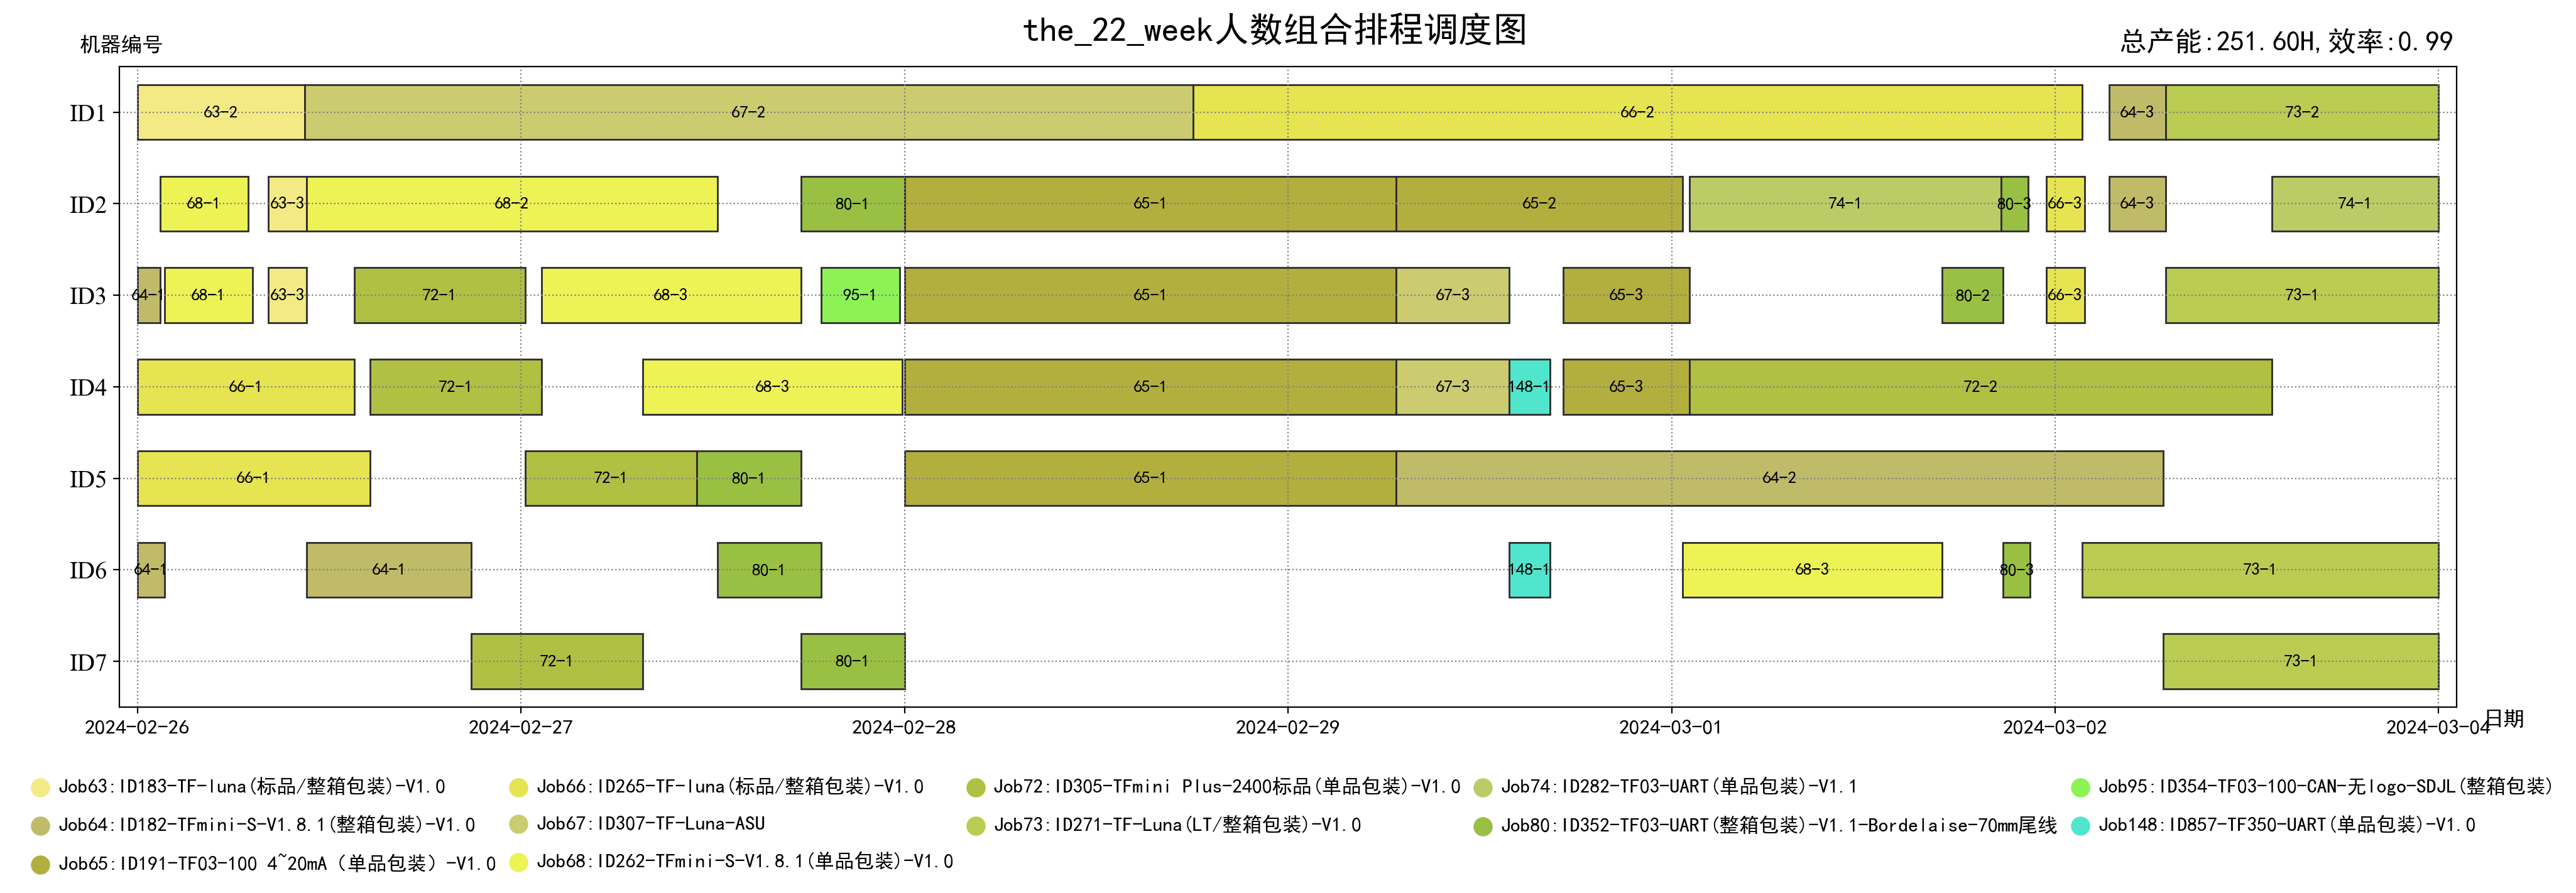 the_22_week人数组合排程调度图
机器编号
总产能:251.60H,效率:0.99
ID1 63-2 67-2 66-2 64-3 73-2
ID2 68-1 63-3 68-2 80-1 65-1 65-2 74-1 80-3 66-3 64-3 74-1
ID3 64-1 68-1 63-3 72-1 68-3 95-1 65-1 67-3 65-3 80-2 66-3 73-1
ID4 66-1 72-1 68-3 65-1 67-3 148-1 65-3 72-2
ID5 66-1 72-1 80-1 65-1 64-2
ID6 64-1 64-1 80-1 148-1 68-3 80-3 73-1
ID7 72-1 80-1 73-1
2024-02-26 2024-02-27 2024-02-28 2024-02-29 2024-03-01 2024-03-02 2024-03-04 日期
Job63:ID183-TF-luna(标品/整箱包装)-V1.0 Job66:ID265-TF-luna(标品/整箱包装)-V1.0 Job72:ID305-TFmini Plus-2400标品(单品包装)-V1.0 Job74:ID282-TF03-UART(单品包装)-V1.1 Job95:ID354-TF03-100-CAN-无logo-SDJL(整箱包装)
Job64:ID182-TFmini-S-V1.8.1(整箱包装)-V1.0 Job67:ID307-TF-Luna-ASU Job73:ID271-TF-Luna(LT/整箱包装)-V1.0 Job80:ID352-TF03-UART(整箱包装)-V1.1-Bordelaise-70mm尾线 Job148:ID857-TF350-UART(单品包装)-V1.0
Job65:ID191-TF03-100 4~20mA（单品包装）-V1.0 Job68:ID262-TFmini-S-V1.8.1(单品包装)-V1.0